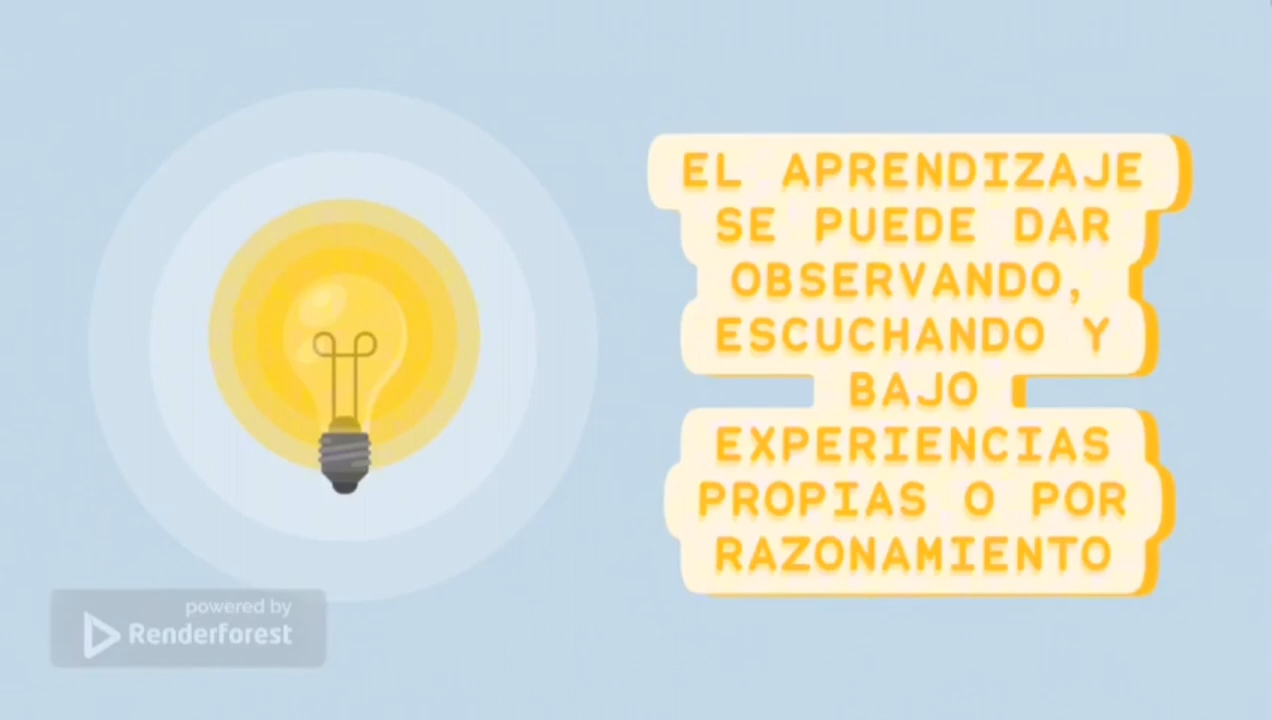 EL APRENDIZAJE
SE PUEDE DAR
OBSERVANDO,
ESCUCHANDO Y
BAJO
EXPERIENCIAS
PROPIAS O POR
RAZONAMIENTO
powered by
Renderforest